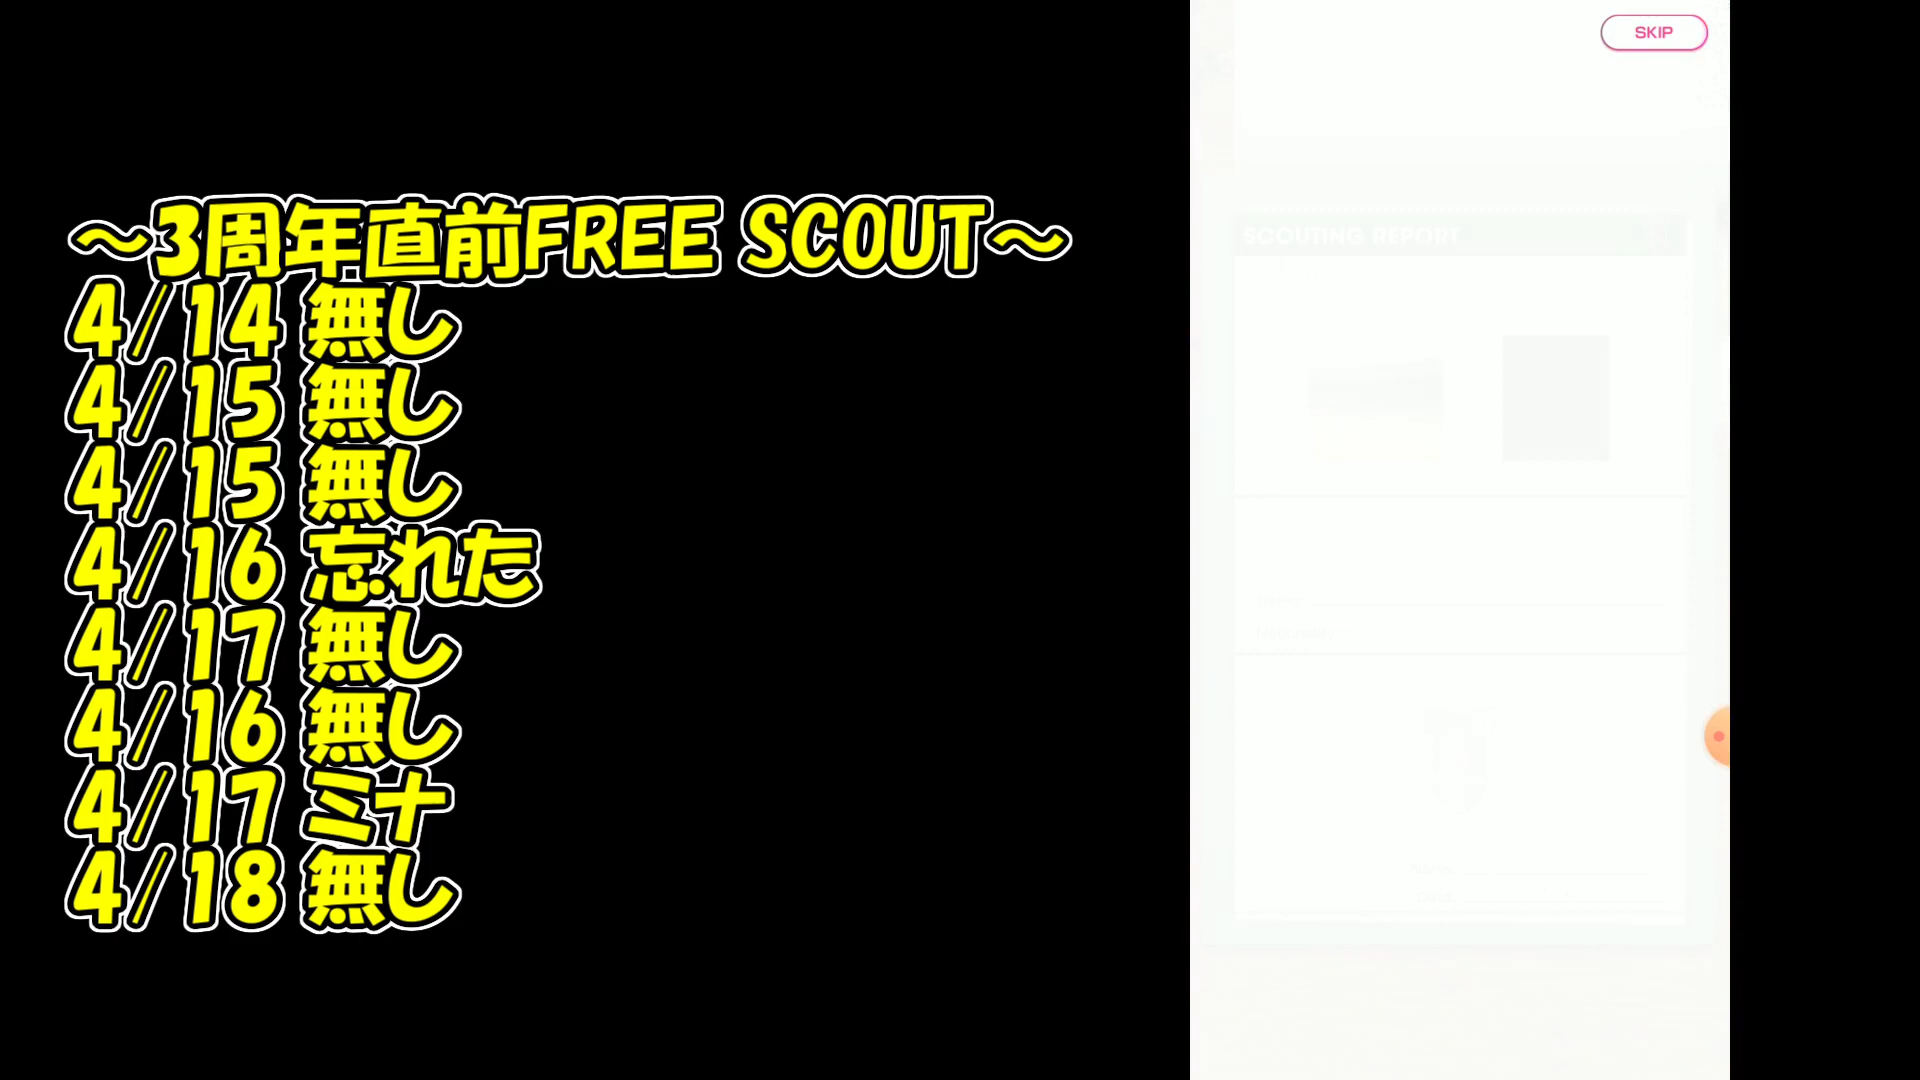 ～3周年直前FREE SCOUT～
4/14 無し
4/15 無し
4/15 無し
4/16 忘れた
4/17 無し
4/16 無し
4/17 ミナ
4/18 無し
SKIP
SCOUTING REPORT